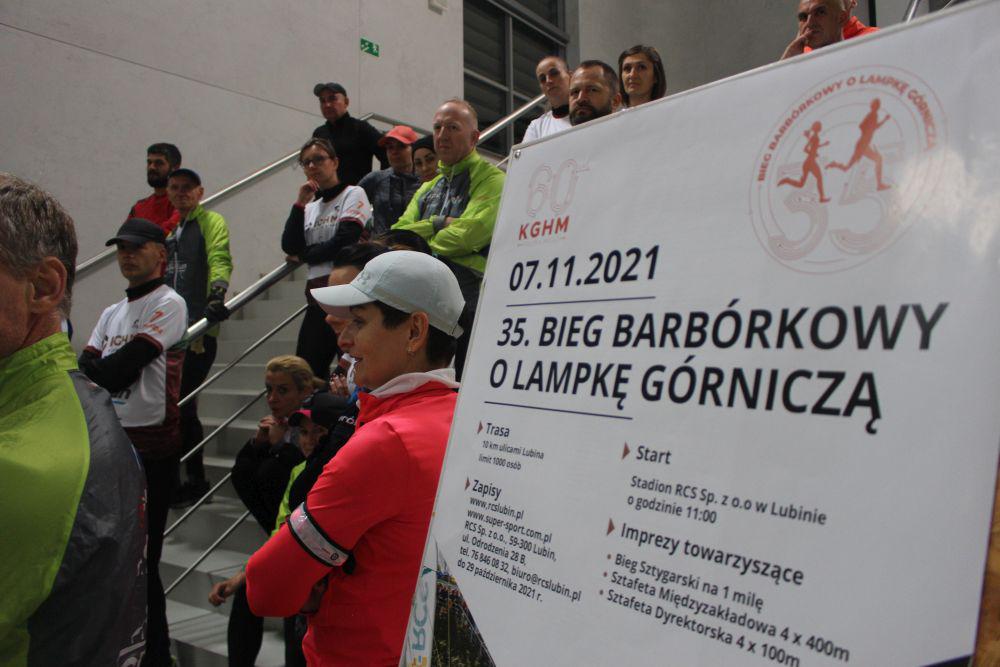 60
KGHM
BIEG BARBÓRKOWY O LAMPKĘ GÓRNICZĄ
35
07.11.2021
35. BIEG BARBÓRKOWY
O LAMPKĘ GÓRNICZĄ
Trasa
10 km ulicami Lubina
limit 1000 osób
Zapisy
www.rcslubin.pl
www.super-sport.com.pl
RCS Sp. z o.o., 59-300 Lubin,
ul. Odrodzenia 28 B,
tel. 76 846 08 32, biuro@rcslubin.pl
do 29 października 2021 r.
Start
Stadion RCS Sp. z o.o w Lubinie
o godzinie 11:00
Imprezy towarzyszące
• Bieg Sztygarski na 1 milę
• Sztafeta Międzyzakładowa 4 x 400m
• Sztafeta Dyrektorska 4 x 100m